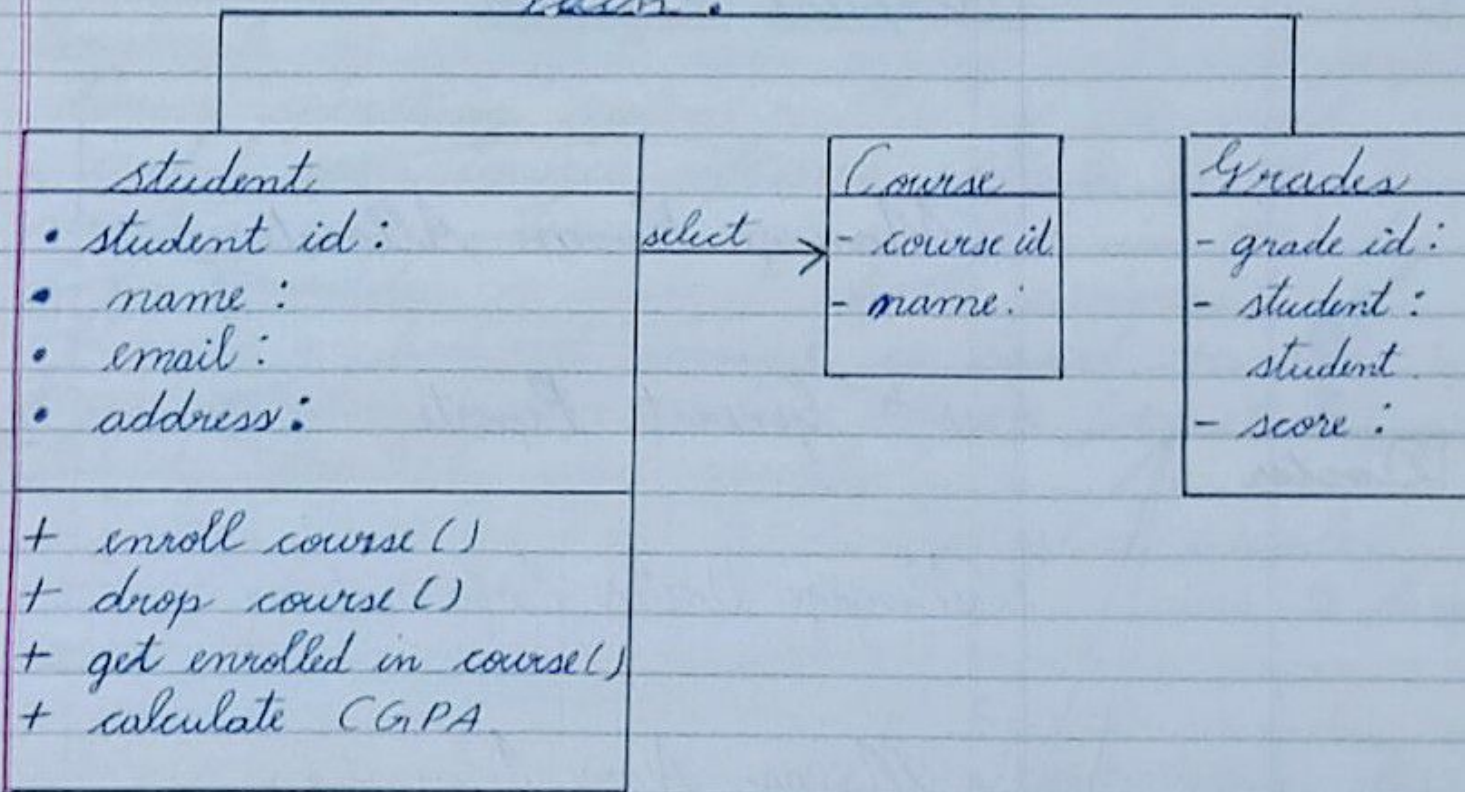 student
• student id :
• name :
• email :
• address :
+ enroll course ()
+ drop course ()
+ get enrolled in course ()
+ calculate CGPA
select
Course
- course id
- name :
Grades
- grade id :
- student :
student
- score :